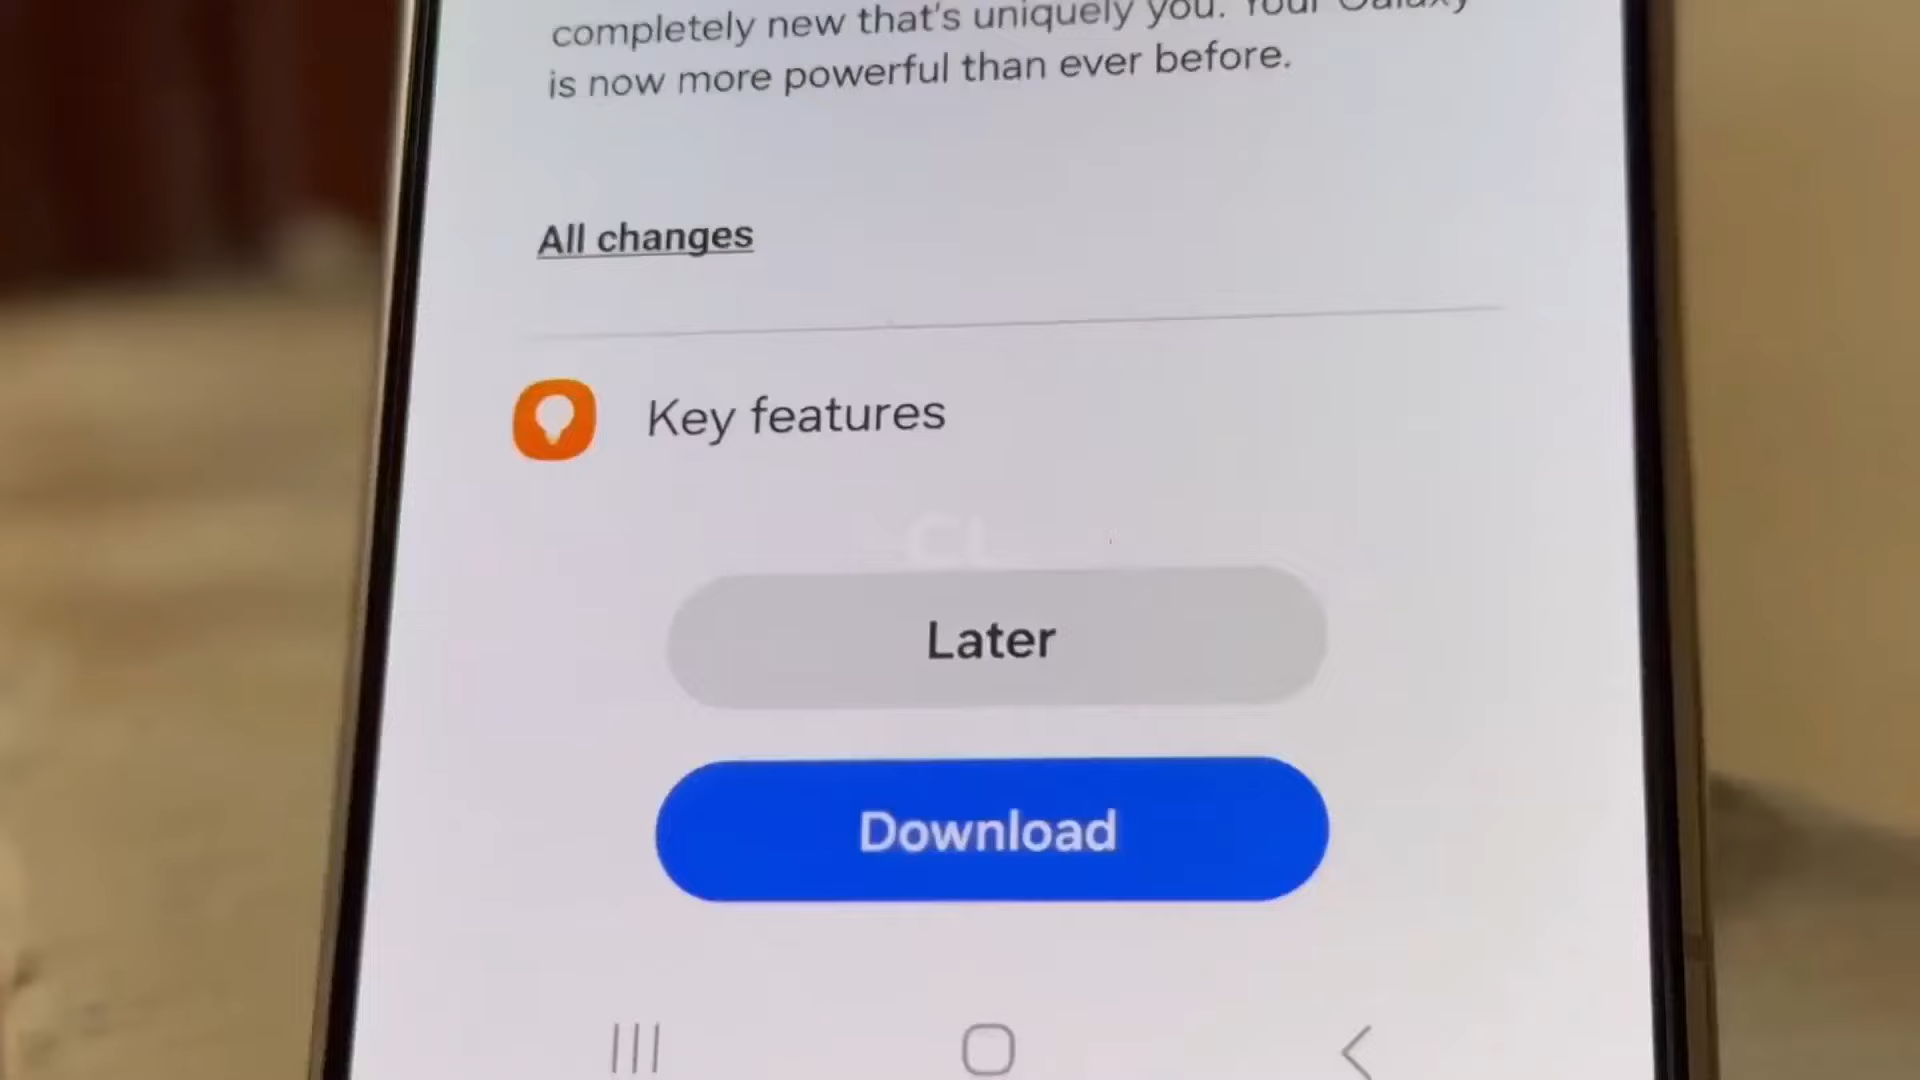 completely new that's uniquely you. Your Galaxy
is now more powerful than ever before.
All changes
Key features
Later
Download